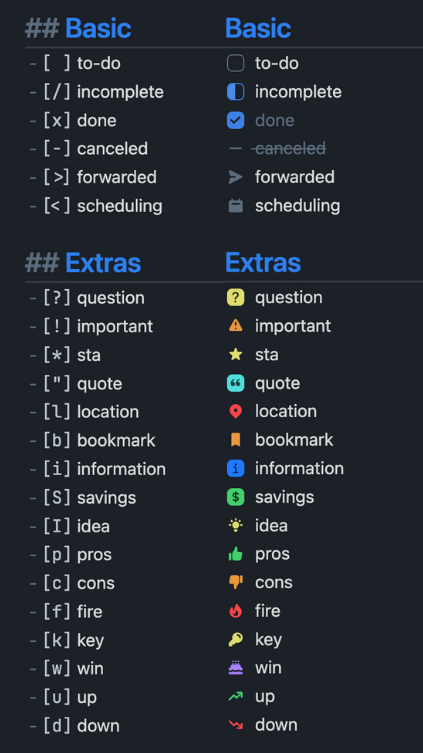 ## Basic
- [ ] to-do
- [/] incomplete
- [x] done
- [-] canceled
- [>] forwarded
- [<] scheduling
## Extras
- [?] question
- [!] important
- [*] sta
- ["] quote
- [l] location
- [b] bookmark
- [i] information
- [S] savings
- [I] idea
- [p] pros
- [c] cons
- [f] fire
- [k] key
- [w] win
- [u] up
- [d] down
Basic
to-do
incomplete
done
canceled
forwarded
scheduling
Extras
? question
important
sta
“ quote
location
bookmark
i information
$ savings
idea
pros
cons
fire
key
win
up
down